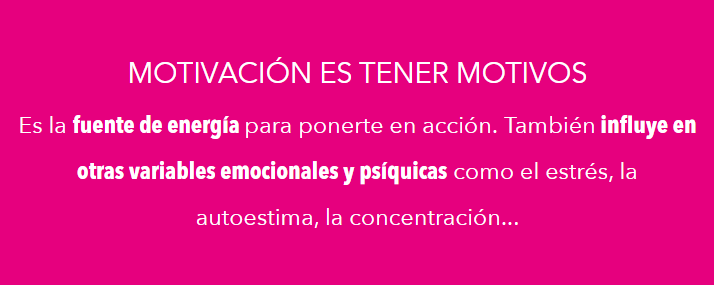 MOTIVACIÓN ES TENER MOTIVOS
Es la fuente de energía para ponerte en acción. También influye en
otras variables emocionales y psíquicas como el estrés, la
autoestima, la concentración...